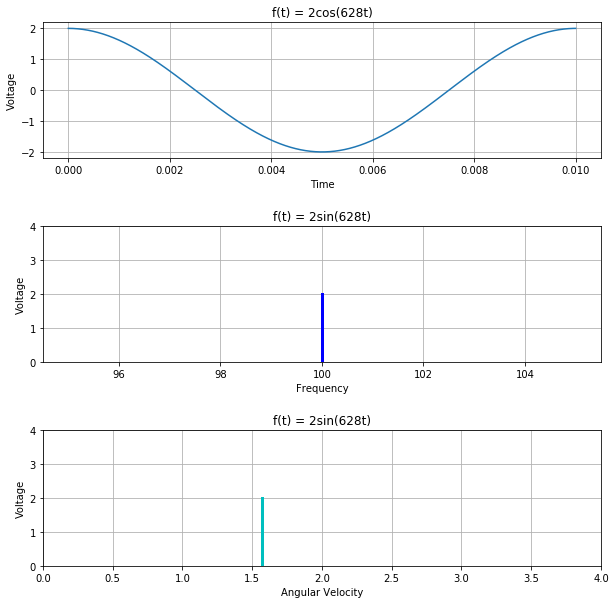 f(t) = 2cos(628t)
2
1
0
−1
−2
Voltage
0.000 0.002 0.004 0.006 0.008 0.010
Time
f(t) = 2sin(628t)
4
3
2
1
0
Voltage
96 98 100 102 104
Frequency
f(t) = 2sin(628t)
4
3
2
1
0
Voltage
0.0 0.5 1.0 1.5 2.0 2.5 3.0 3.5 4.0
Angular Velocity